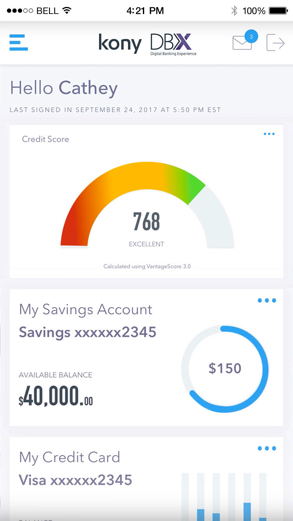 BELL 4:21 PM 100%
kony DBX
Digital Banking Experience
3
Hello Cathey
LAST SIGNED IN SEPTEMBER 24, 2017 AT 5:50 PM EST
Credit Score
768
EXCELLENT
Calculated using VantageScore 3.0
My Savings Account
Savings xxxxxx2345
$150
AVAILABLE BALANCE
$40,000.00
My Credit Card
Visa xxxxxx2345